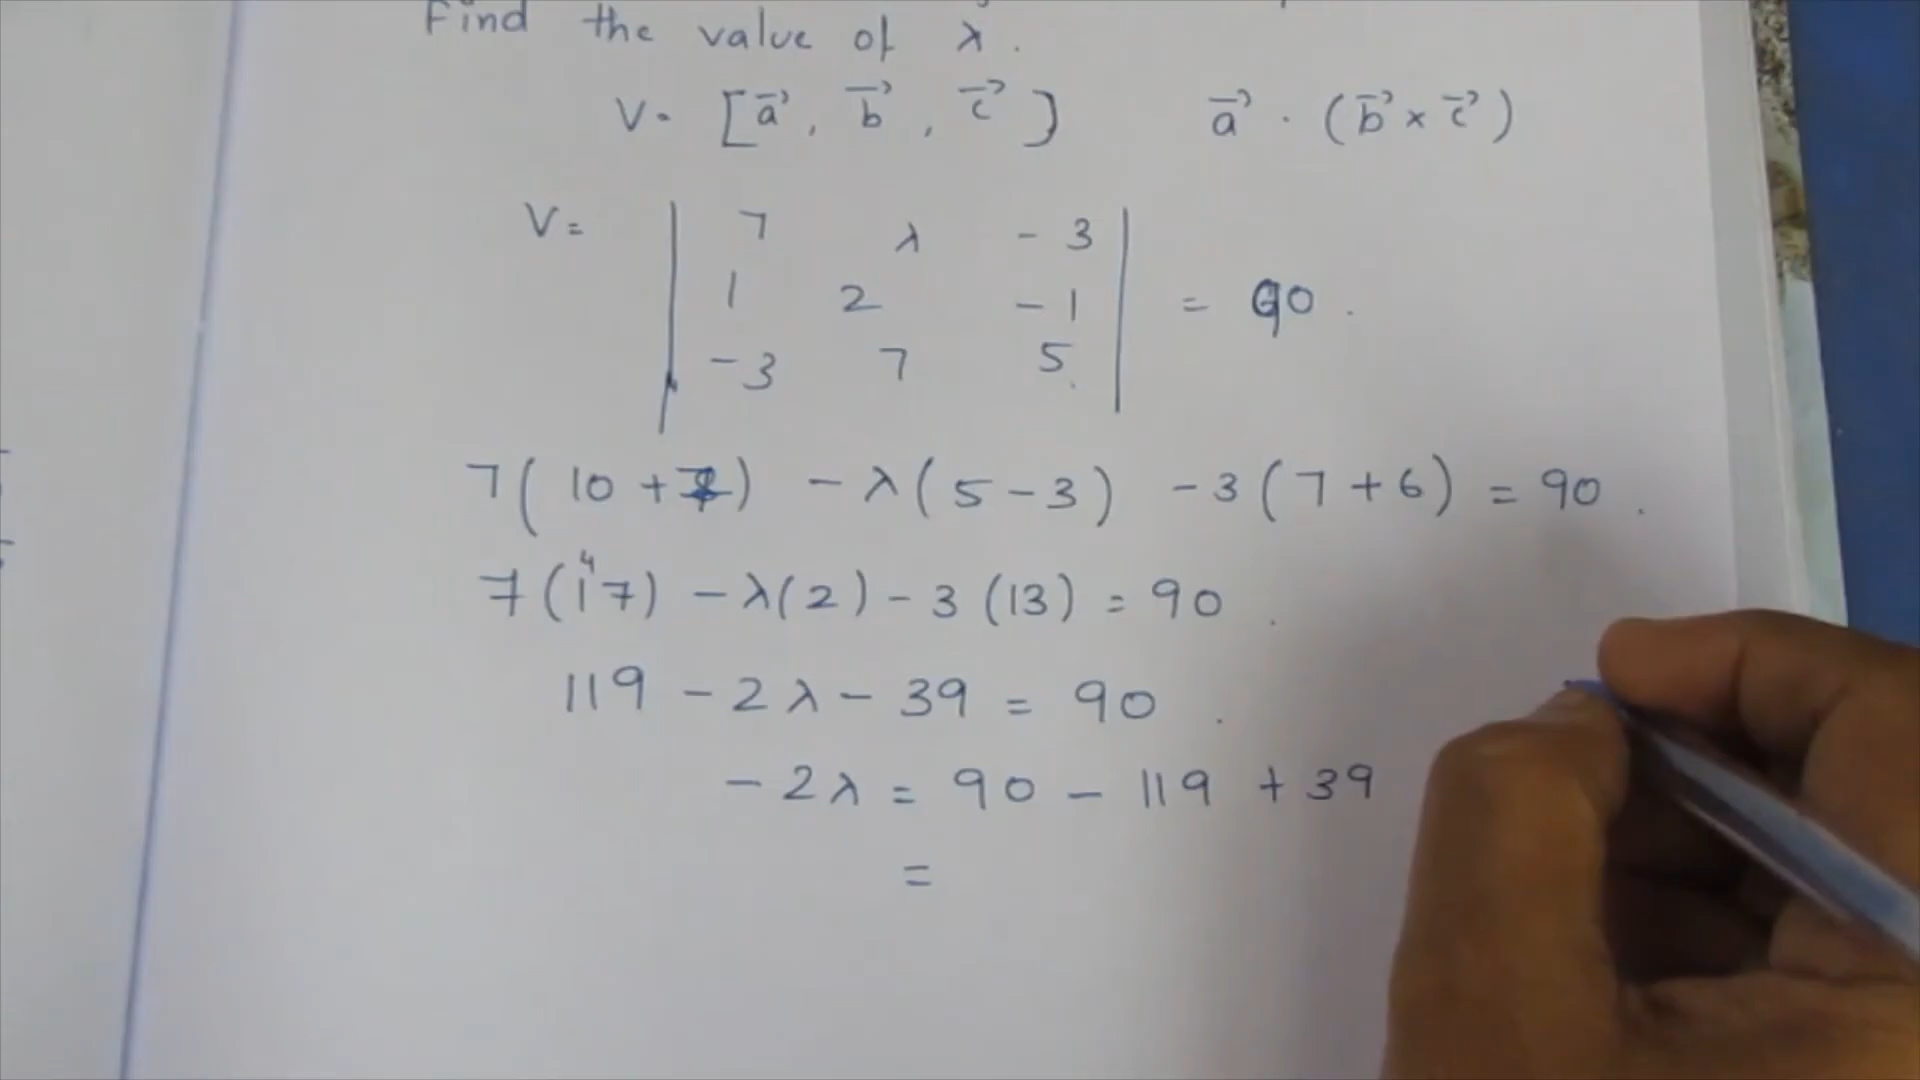 Find the value of λ.
V = [a⃗, b⃗, c⃗] a⃗ · (b⃗ × c⃗)
V = | 7 λ -3 |
| 1 2 -1 | = 90.
| -3 7 5 |
7(10+7) - λ(5-3) -3(7+6) = 90.
4
7(17) - λ(2) - 3(13) = 90.
119 - 2λ - 39 = 90.
-2λ = 90 - 119 + 39
=